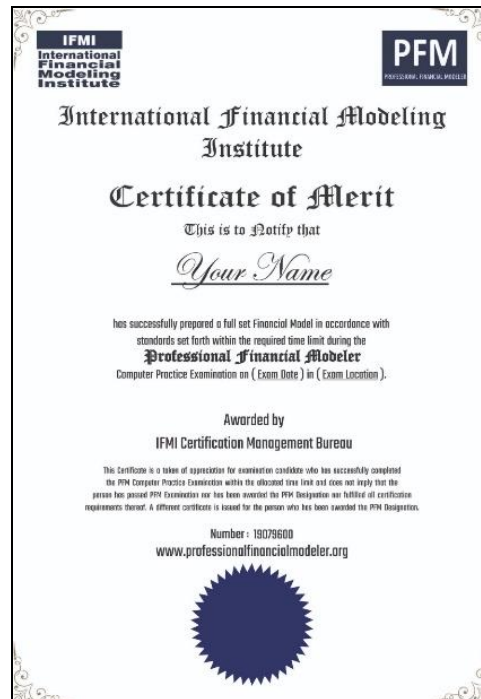 IFMI
International
Financial
Modeling
Institute
PFM
PROFESSIONAL FINANCIAL MODELER
International Financial Modeling
Institute
Certificate of Merit
This is to Notify that
Your Name
has successfully prepared a full set Financial Model in accordance with
standards set forth within the required time limit during the
Professional Financial Modeler
Computer Practice Examination on ( Exam Date ) in ( Exam Location ).
Awarded by
IFMI Certification Management Bureau
This Certificate is a token of appreciation for examination candidate who has successfully completed
the PFM Computer Practice Examination within the allocated time limit and does not imply that the
person has passed PFM Examination nor has been awarded the PFM Designation nor fulfilled all certification
requirements thereof. A different certificate is issued for the person who has been awarded the PFM Designation.
Number : 19079600
www.professionalfinancialmodeler.org